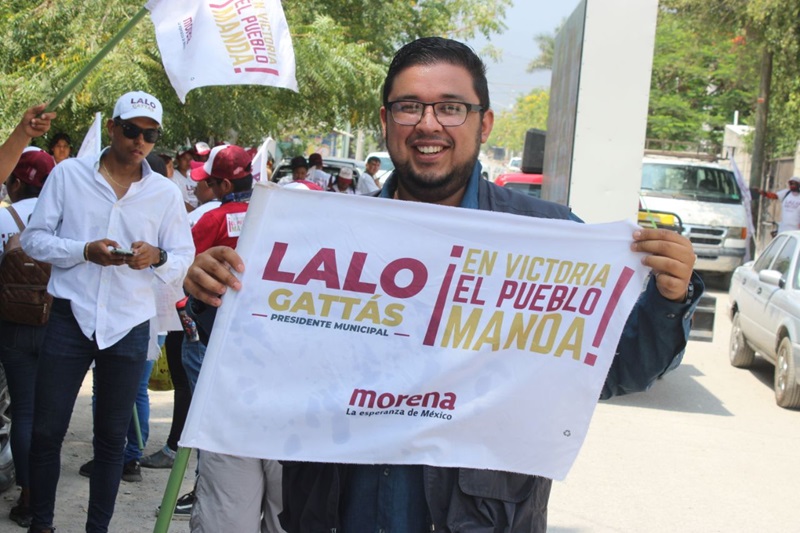 LALO
GATTÁS
PRESIDENTE MUNICIPAL
¡EN VICTORIA
EL PUEBLO
MANDA!
morena
La esperanza de México
EN VICTORIA
EL PUEBLO
MANDA!
LALO
GATTÁS